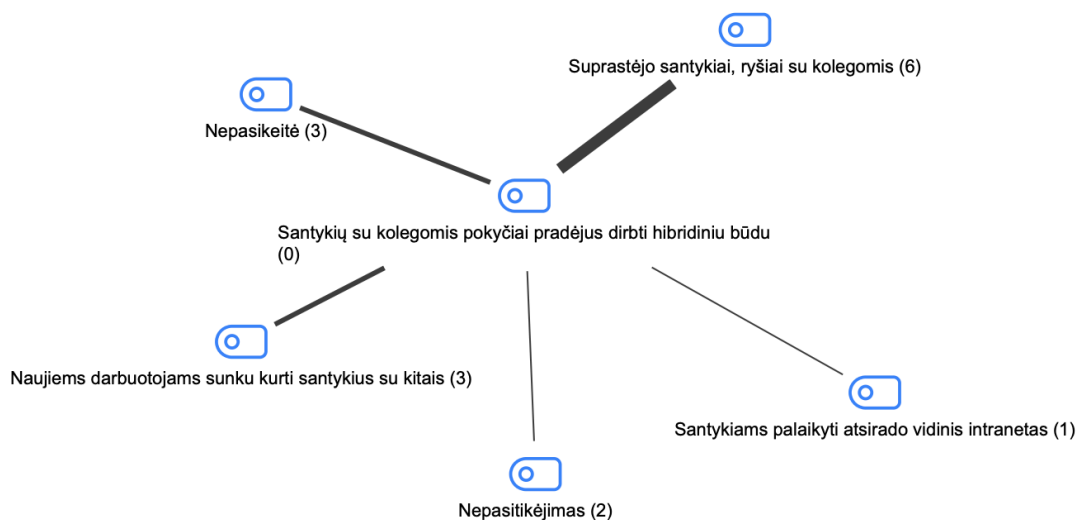 Suprastėjo santykiai, ryšiai su kolegomis (6)
Nepasikeitė (3)
Santykių su kolegomis pokyčiai pradėjus dirbti hibridiniu būdu
(0)
Naujiems darbuotojams sunku kurti santykius su kitais (3)
Santykiams palaikyti atsirado vidinis intranetas (1)
Nepasitikėjimas (2)